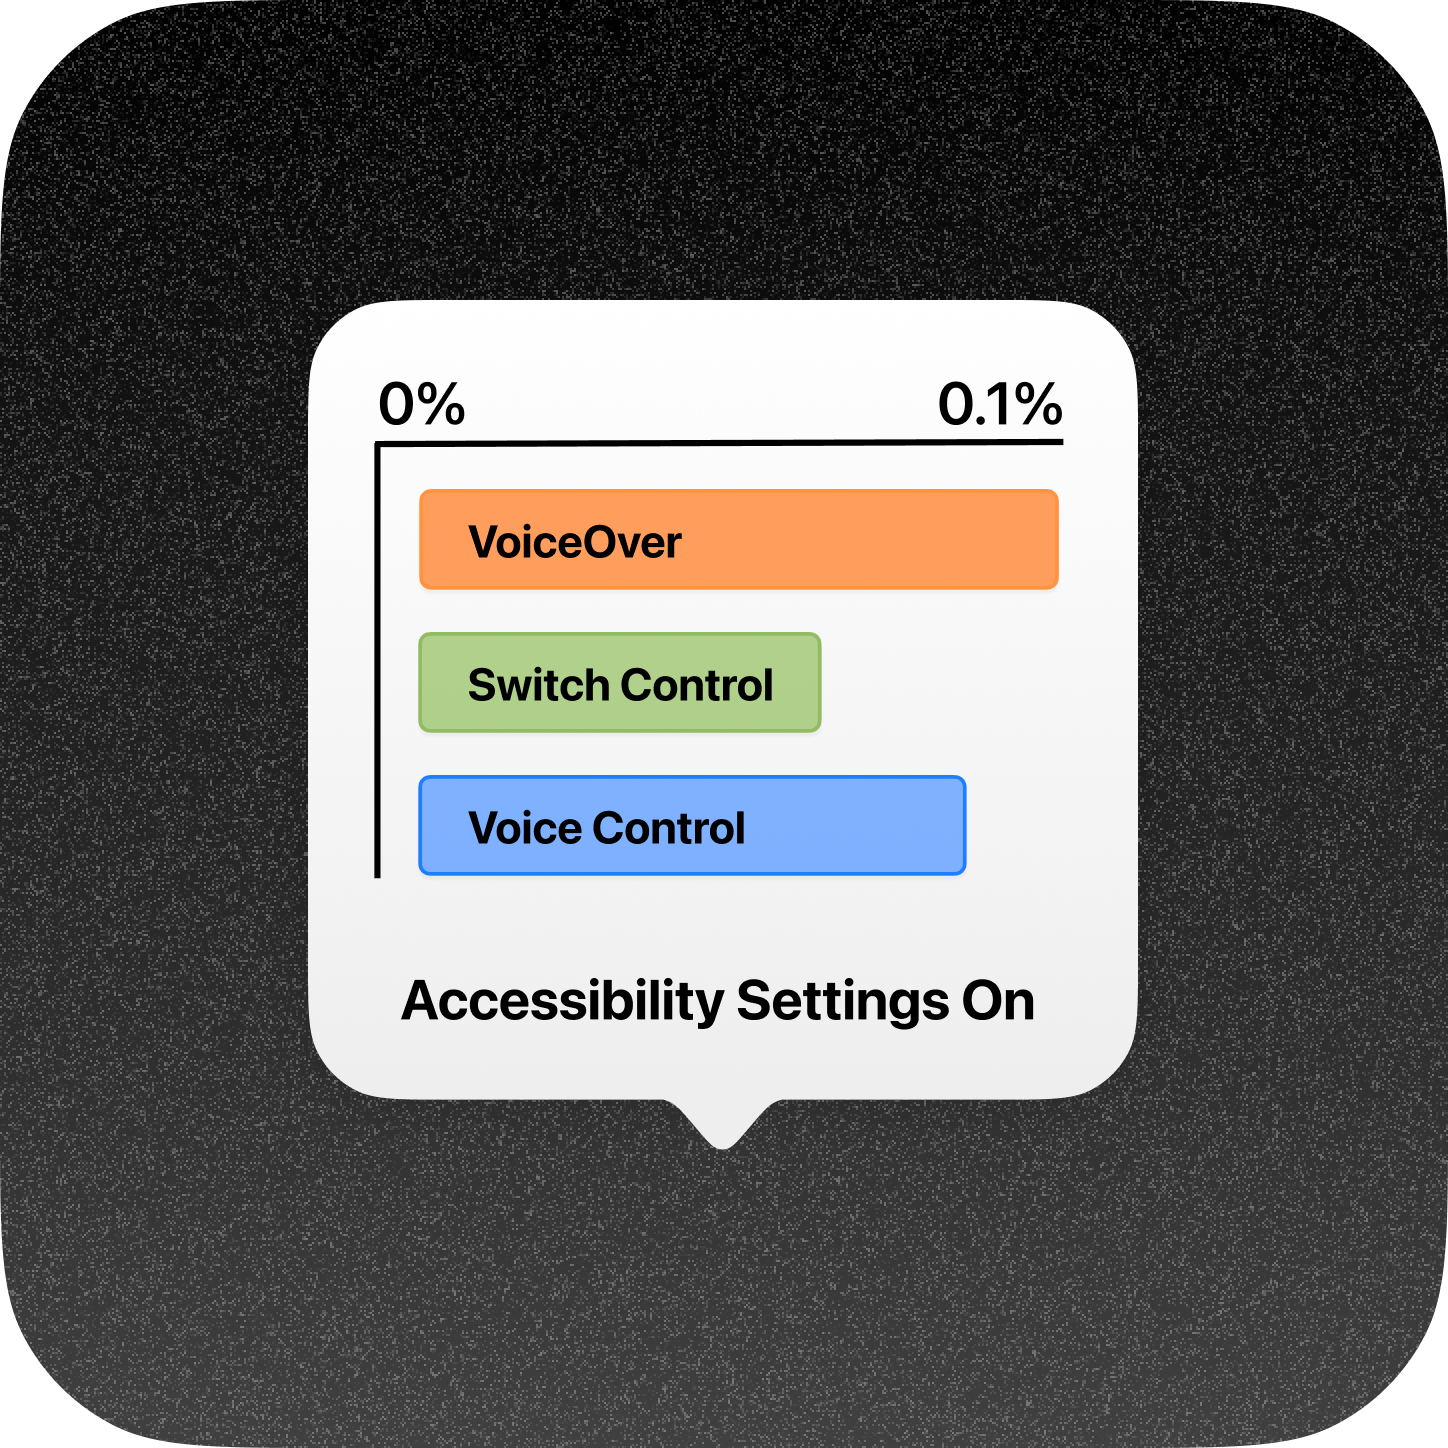 0% 0.1%
VoiceOver
Switch Control
Voice Control
Accessibility Settings On